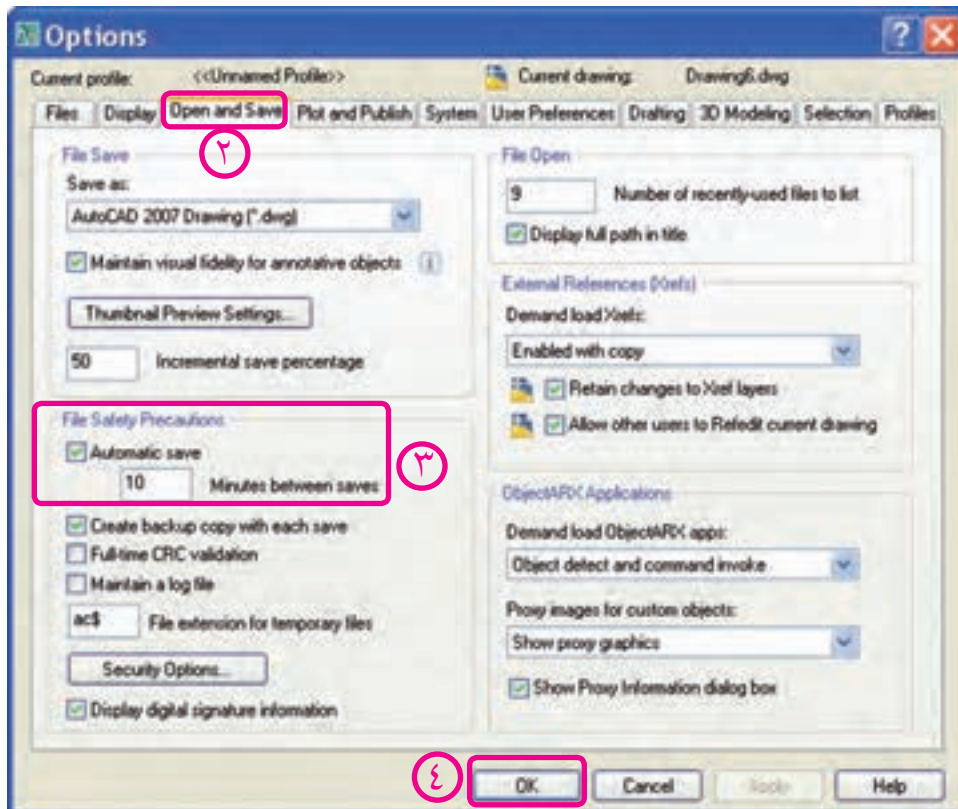 Options
Current profile: <<Unnamed Profile>> Current drawing: Drawing6.dwg
Files Display Open and Save Plot and Publish System User Preferences Drafting 3D Modeling Selection Profiles
۲
File Save
Save as:
AutoCAD 2007 Drawing (*.dwg)
Maintain visual fidelity for annotative objects
Thumbnail Preview Settings...
50 Incremental save percentage
File Safety Precautions
Automatic save
10 Minutes between saves
۳
Create backup copy with each save
Full-time CRC validation
Maintain a log file
ac$ File extension for temporary files
Security Options...
Display digital signature information
File Open
9 Number of recently-used files to list
Display full path in title
External References (Xrefs)
Demand load Xrefs:
Enabled with copy
Retain changes to Xref layers
Allow other users to Refedit current drawing
ObjectARX Applications
Demand load ObjectARX apps:
Object detect and command invoke
Proxy images for custom objects:
Show proxy graphics
Show Proxy Information dialog box
٤
OK Cancel Apply Help